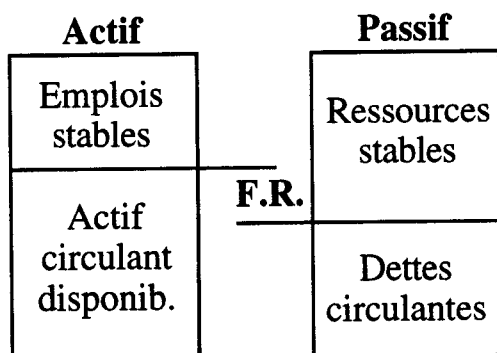 Actif
Passif
Emplois
stables
Ressources
stables
F.R.
Actif
circulant
disponib.
Dettes
circulantes